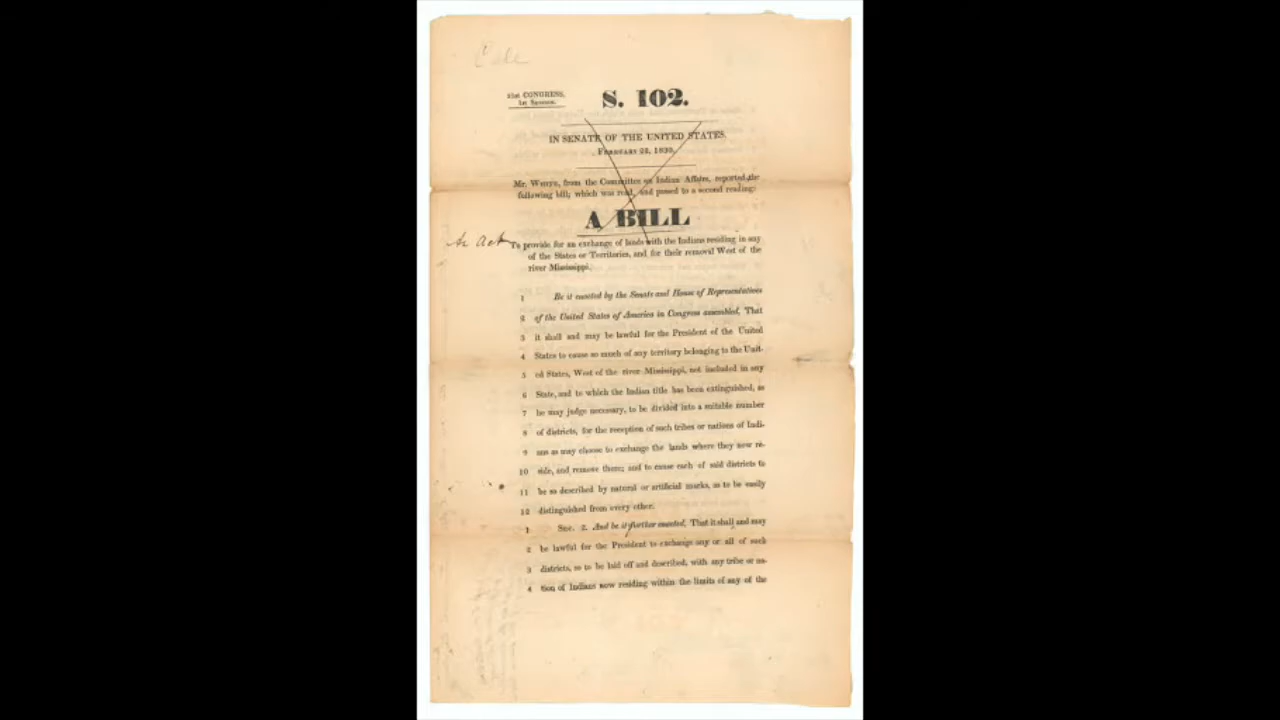 21st CONGRESS,
1st Session.
S. 102.
IN SENATE OF THE UNITED STATES.
February 22, 1830.
Mr. White, from the Committee on Indian Affairs, reported the
following bill; which was read, and passed to a second reading:
A BILL
An Act
To provide for an exchange of lands with the Indians residing in any
of the States or Territories, and for their removal West of the
river Mississippi.
1 Be it enacted by the Senate and House of Representatives
2 of the United States of America in Congress assembled, That
3 it shall and may be lawful for the President of the United
4 States to cause so much of any territory belonging to the Unit-
5 ed States, West of the river Mississippi, not included in any
6 State, and to which the Indian title has been extinguished, as
7 he may judge necessary, to be divided into a suitable number
8 of districts, for the reception of such tribes or nations of Indi-
9 ans as may choose to exchange the lands where they now re-
10 side, and remove there; and to cause each of said districts to
11 be so described by natural or artificial marks, as to be easily
12 distinguished from every other.
1 Sec. 2. And be it further enacted, That it shall and may
2 be lawful for the President to exchange any or all of such
3 districts, so to be laid off and described, with any tribe or na-
4 tion of Indians now residing within the limits of any of the